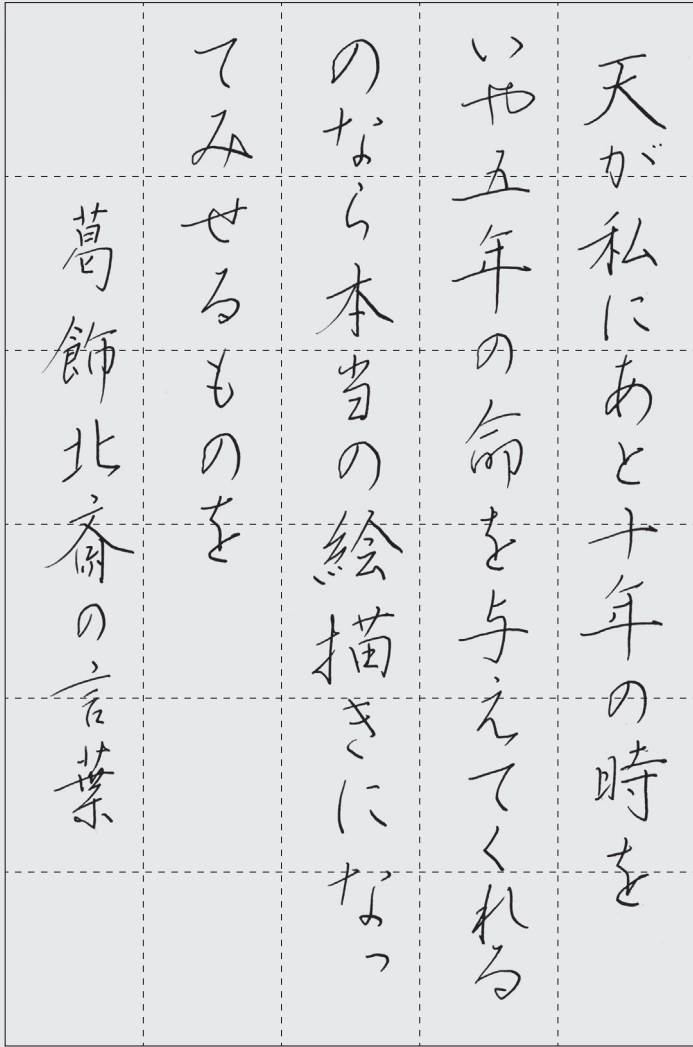 天が私にあと十年の時を
いや五年の命を与えてくれる
のなら本当の絵描きになっ
てみせるものを
葛飾北斎の言葉